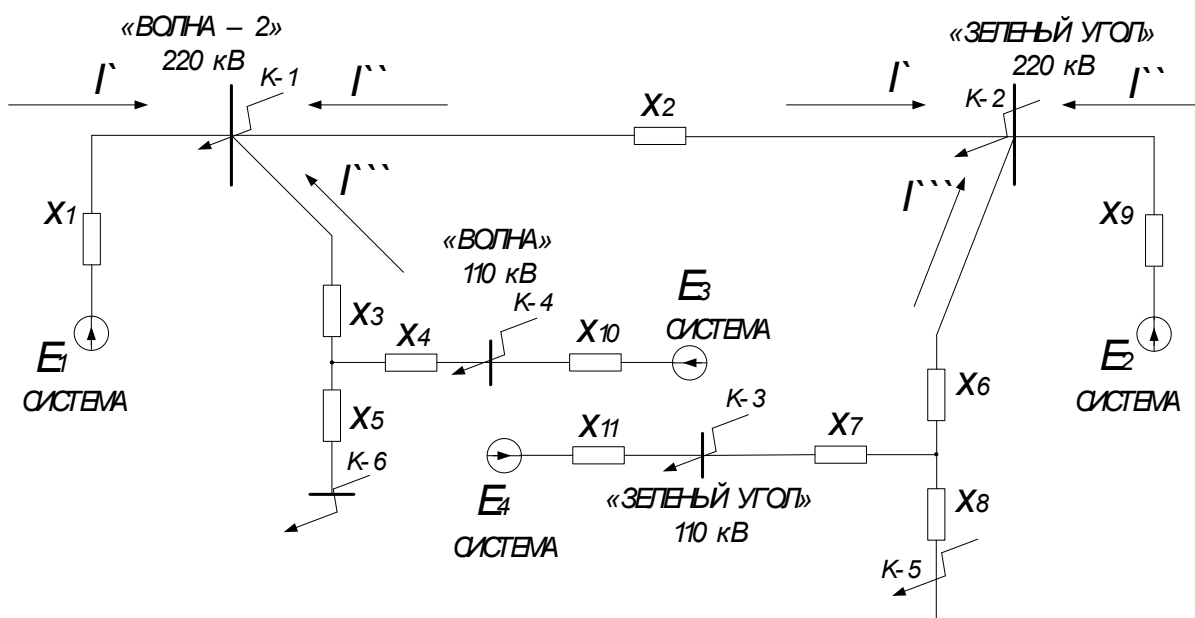 «ВОЛНА – 2»
220 кВ
«ЗЕЛЕНЫЙ УГОЛ»
220 кВ
I`
К-1
I``
I`
К-2
I``
X2
X1
I```
I```
X9
«ВОЛНА»
110 кВ
К-4
E3
СИСТЕМА
X3
X4
X10
E1
СИСТЕМА
E2
СИСТЕМА
X6
X5
К-3
X11
X7
К-6
E4
СИСТЕМА
«ЗЕЛЕНЫЙ УГОЛ»
110 кВ
X8
К-5